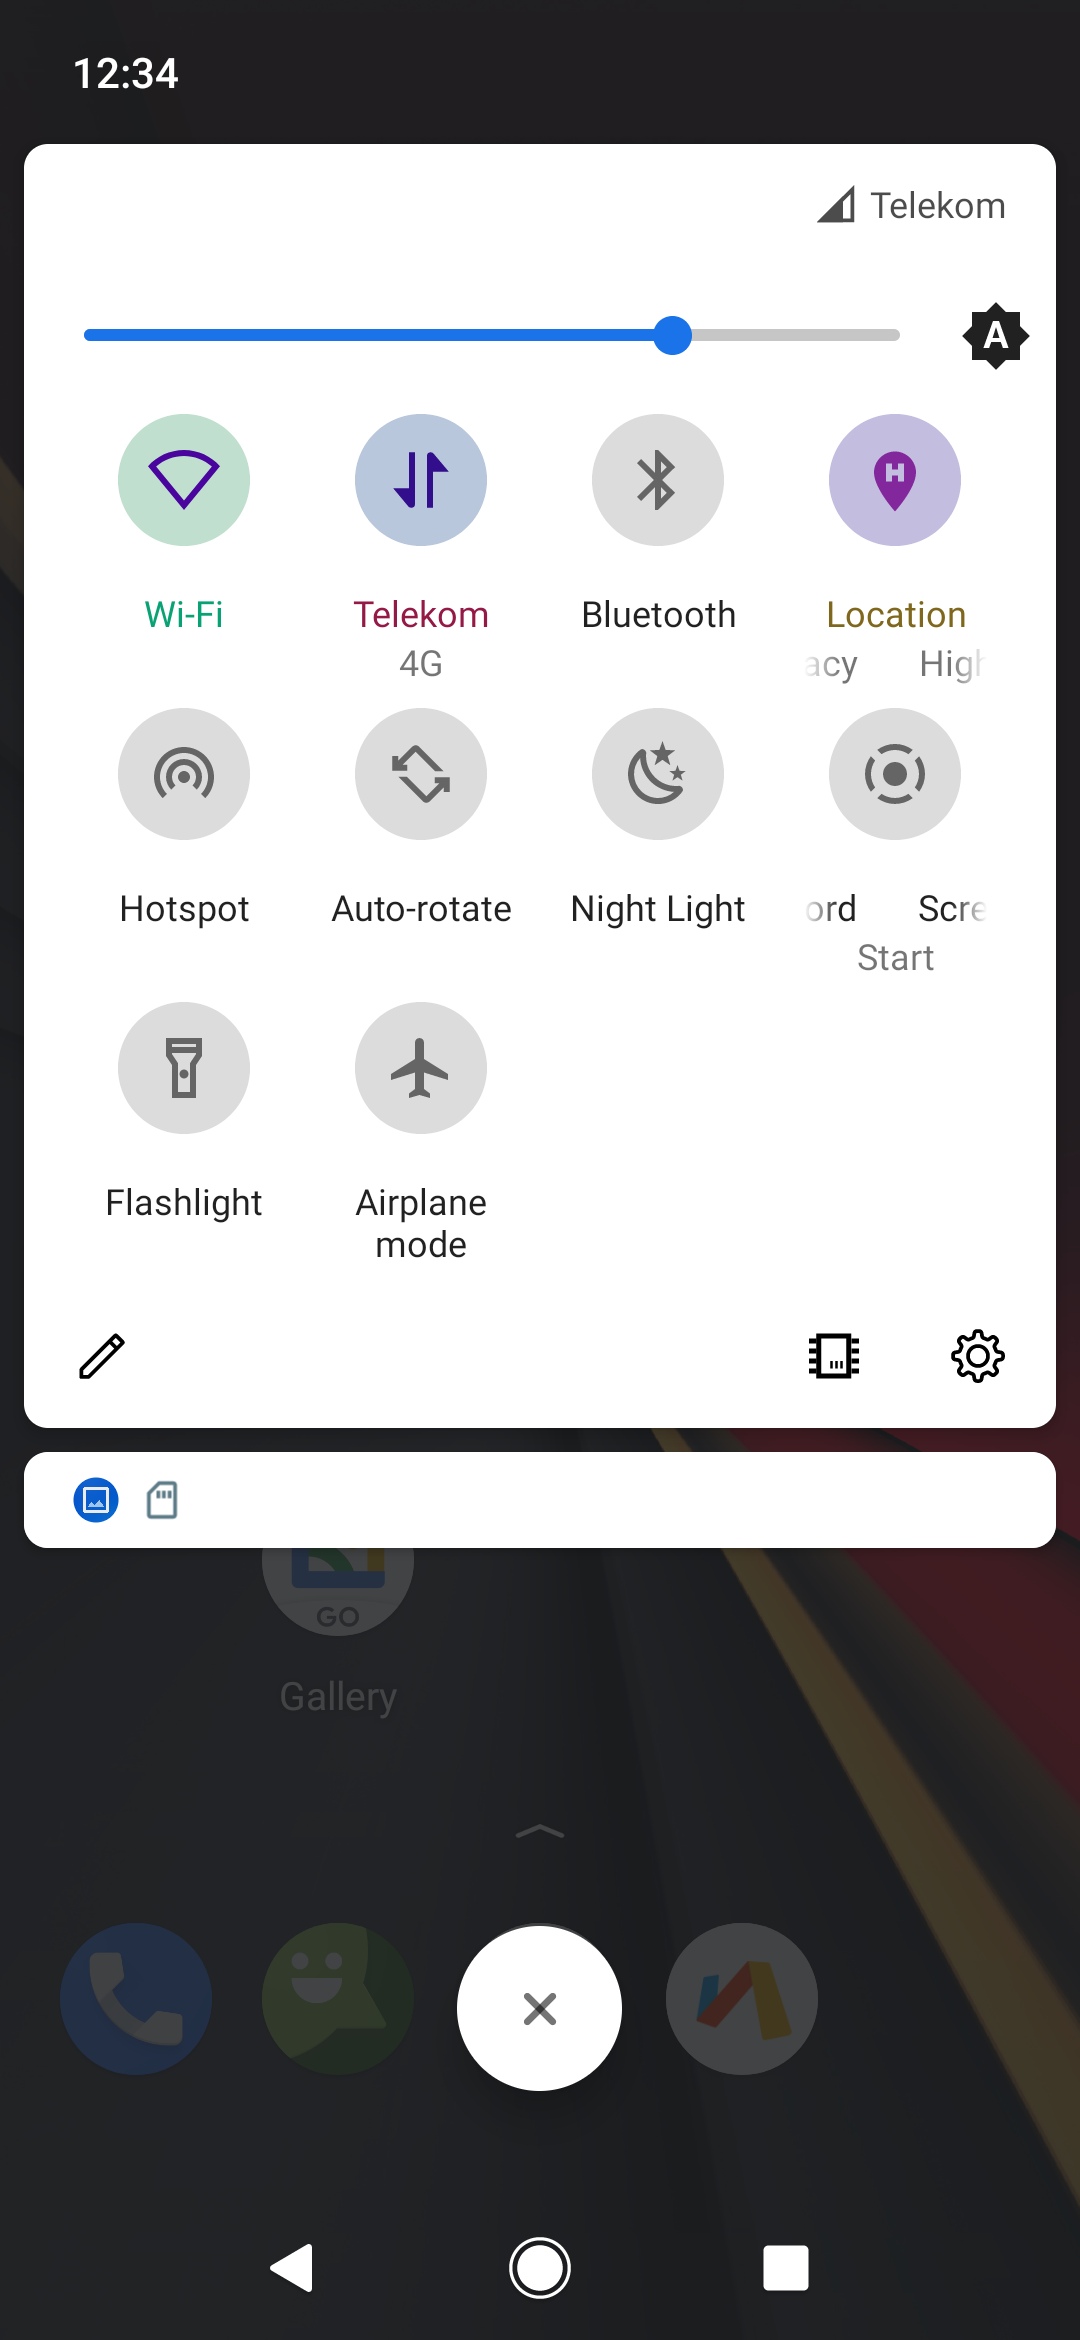 12:34
Telekom
A
Wi-Fi
Telekom
Bluetooth
Location
4G
acy High
H
Hotspot
Auto-rotate
Night Light
ord Scre
Start
Flashlight
Airplane
mode
GO
Gallery